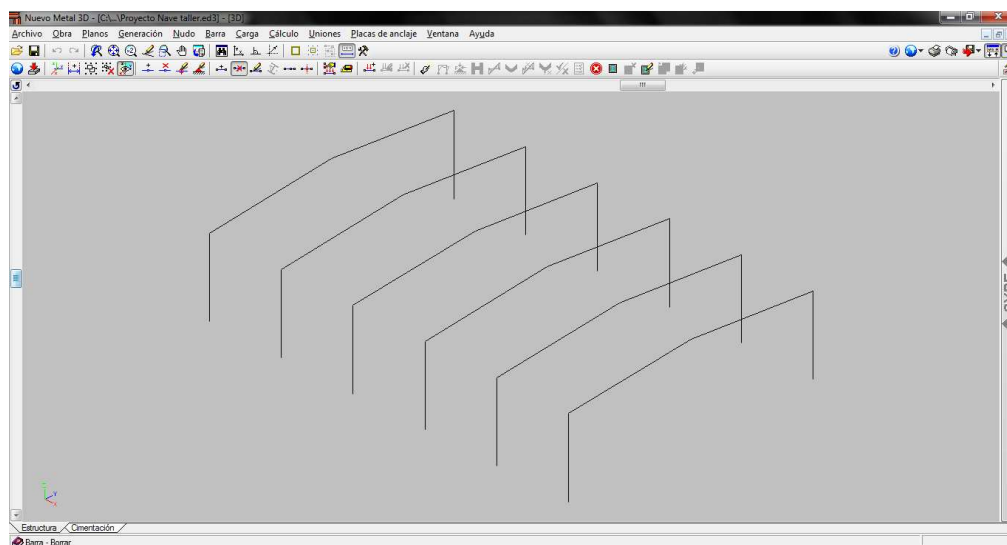 Nuevo Metal 3D - [C:\...\Proyecto Nave taller.ed3] - [3D]
Archivo Obra Planos Generación Nudo Barra Carga Cálculo Uniones Placas de anclaje Ventana Ayuda
CYPE
Z
Y
X
Estructura Cimentación
Barra - Borrar